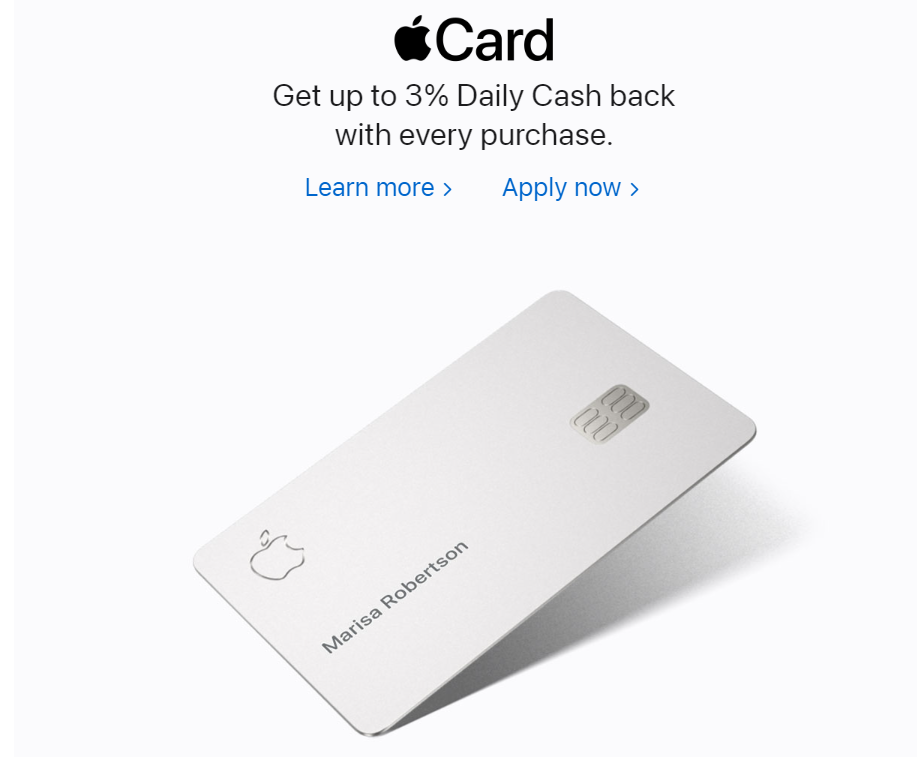 Card
Get up to 3% Daily Cash back
with every purchase.
Learn more >
Apply now >
Marisa Robertson